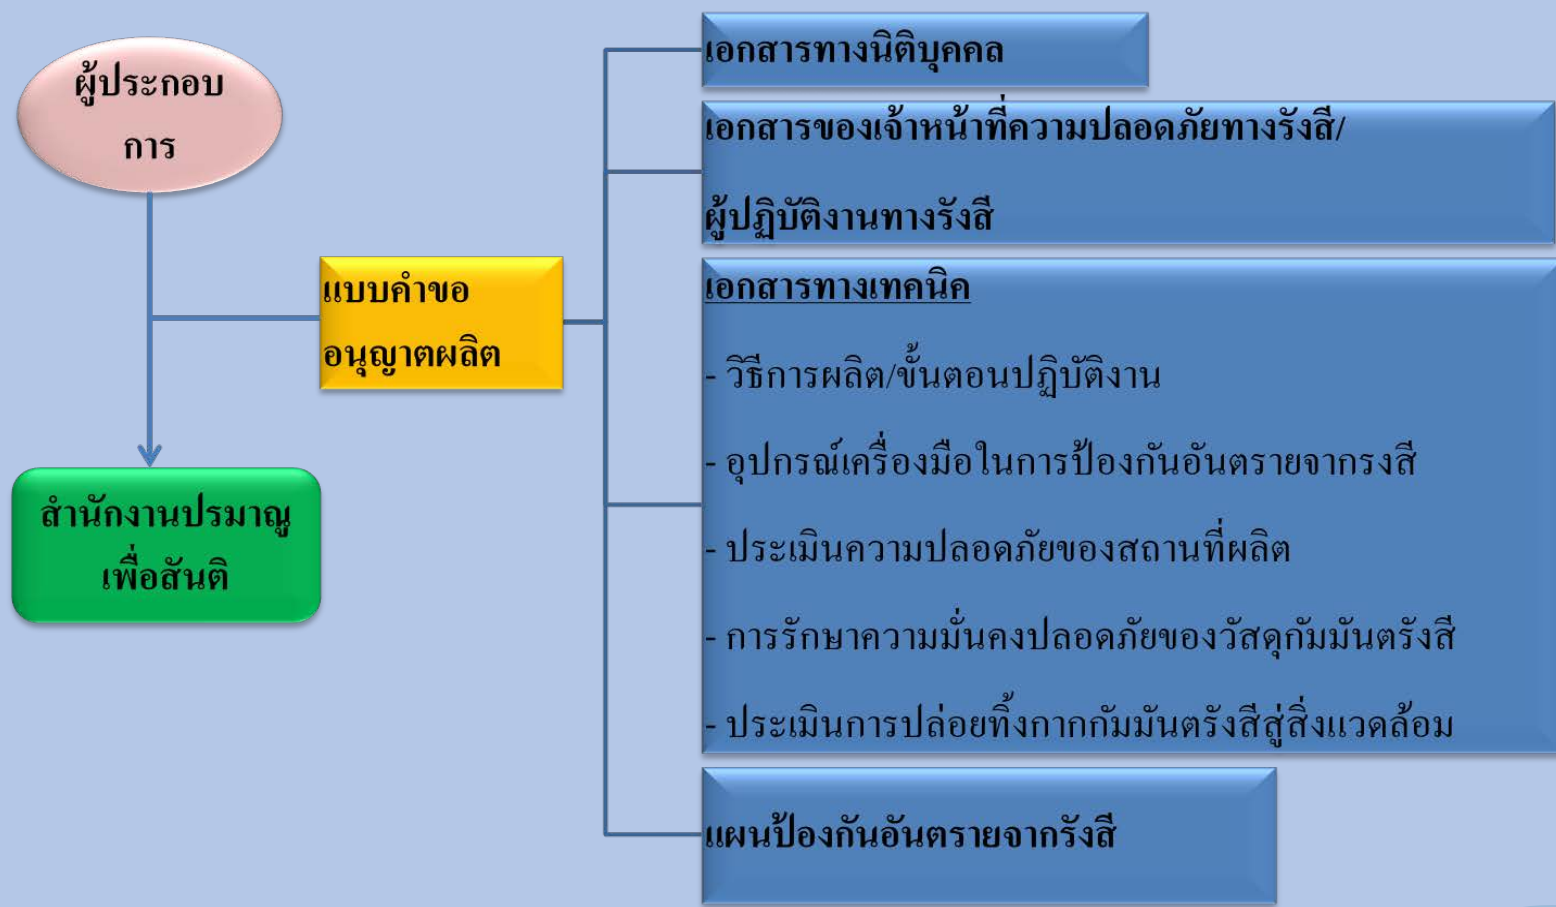 ผู้ประกอบ
การ
แบบคำขอ
อนุญาตผลิต
สำนักงานปรมาณู
เพื่อสันติ
เอกสารทางนิติบุคคล
เอกสารของเจ้าหน้าที่ความปลอดภัยทางรังสี/
ผู้ปฏิบัติงานทางรังสี
เอกสารทางเทคนิค
- วิธีการผลิต/ขั้นตอนปฏิบัติงาน
- อุปกรณ์เครื่องมือในการป้องกันอันตรายจากรงสี
- ประเมินความปลอดภัยของสถานที่ผลิต
- การรักษาความมั่นคงปลอดภัยของวัสดุกัมมันตรังสี
- ประเมินการปล่อยทิ้งกากกัมมันตรังสีสู่สิ่งแวดล้อม
แผนป้องกันอันตรายจากรังสี